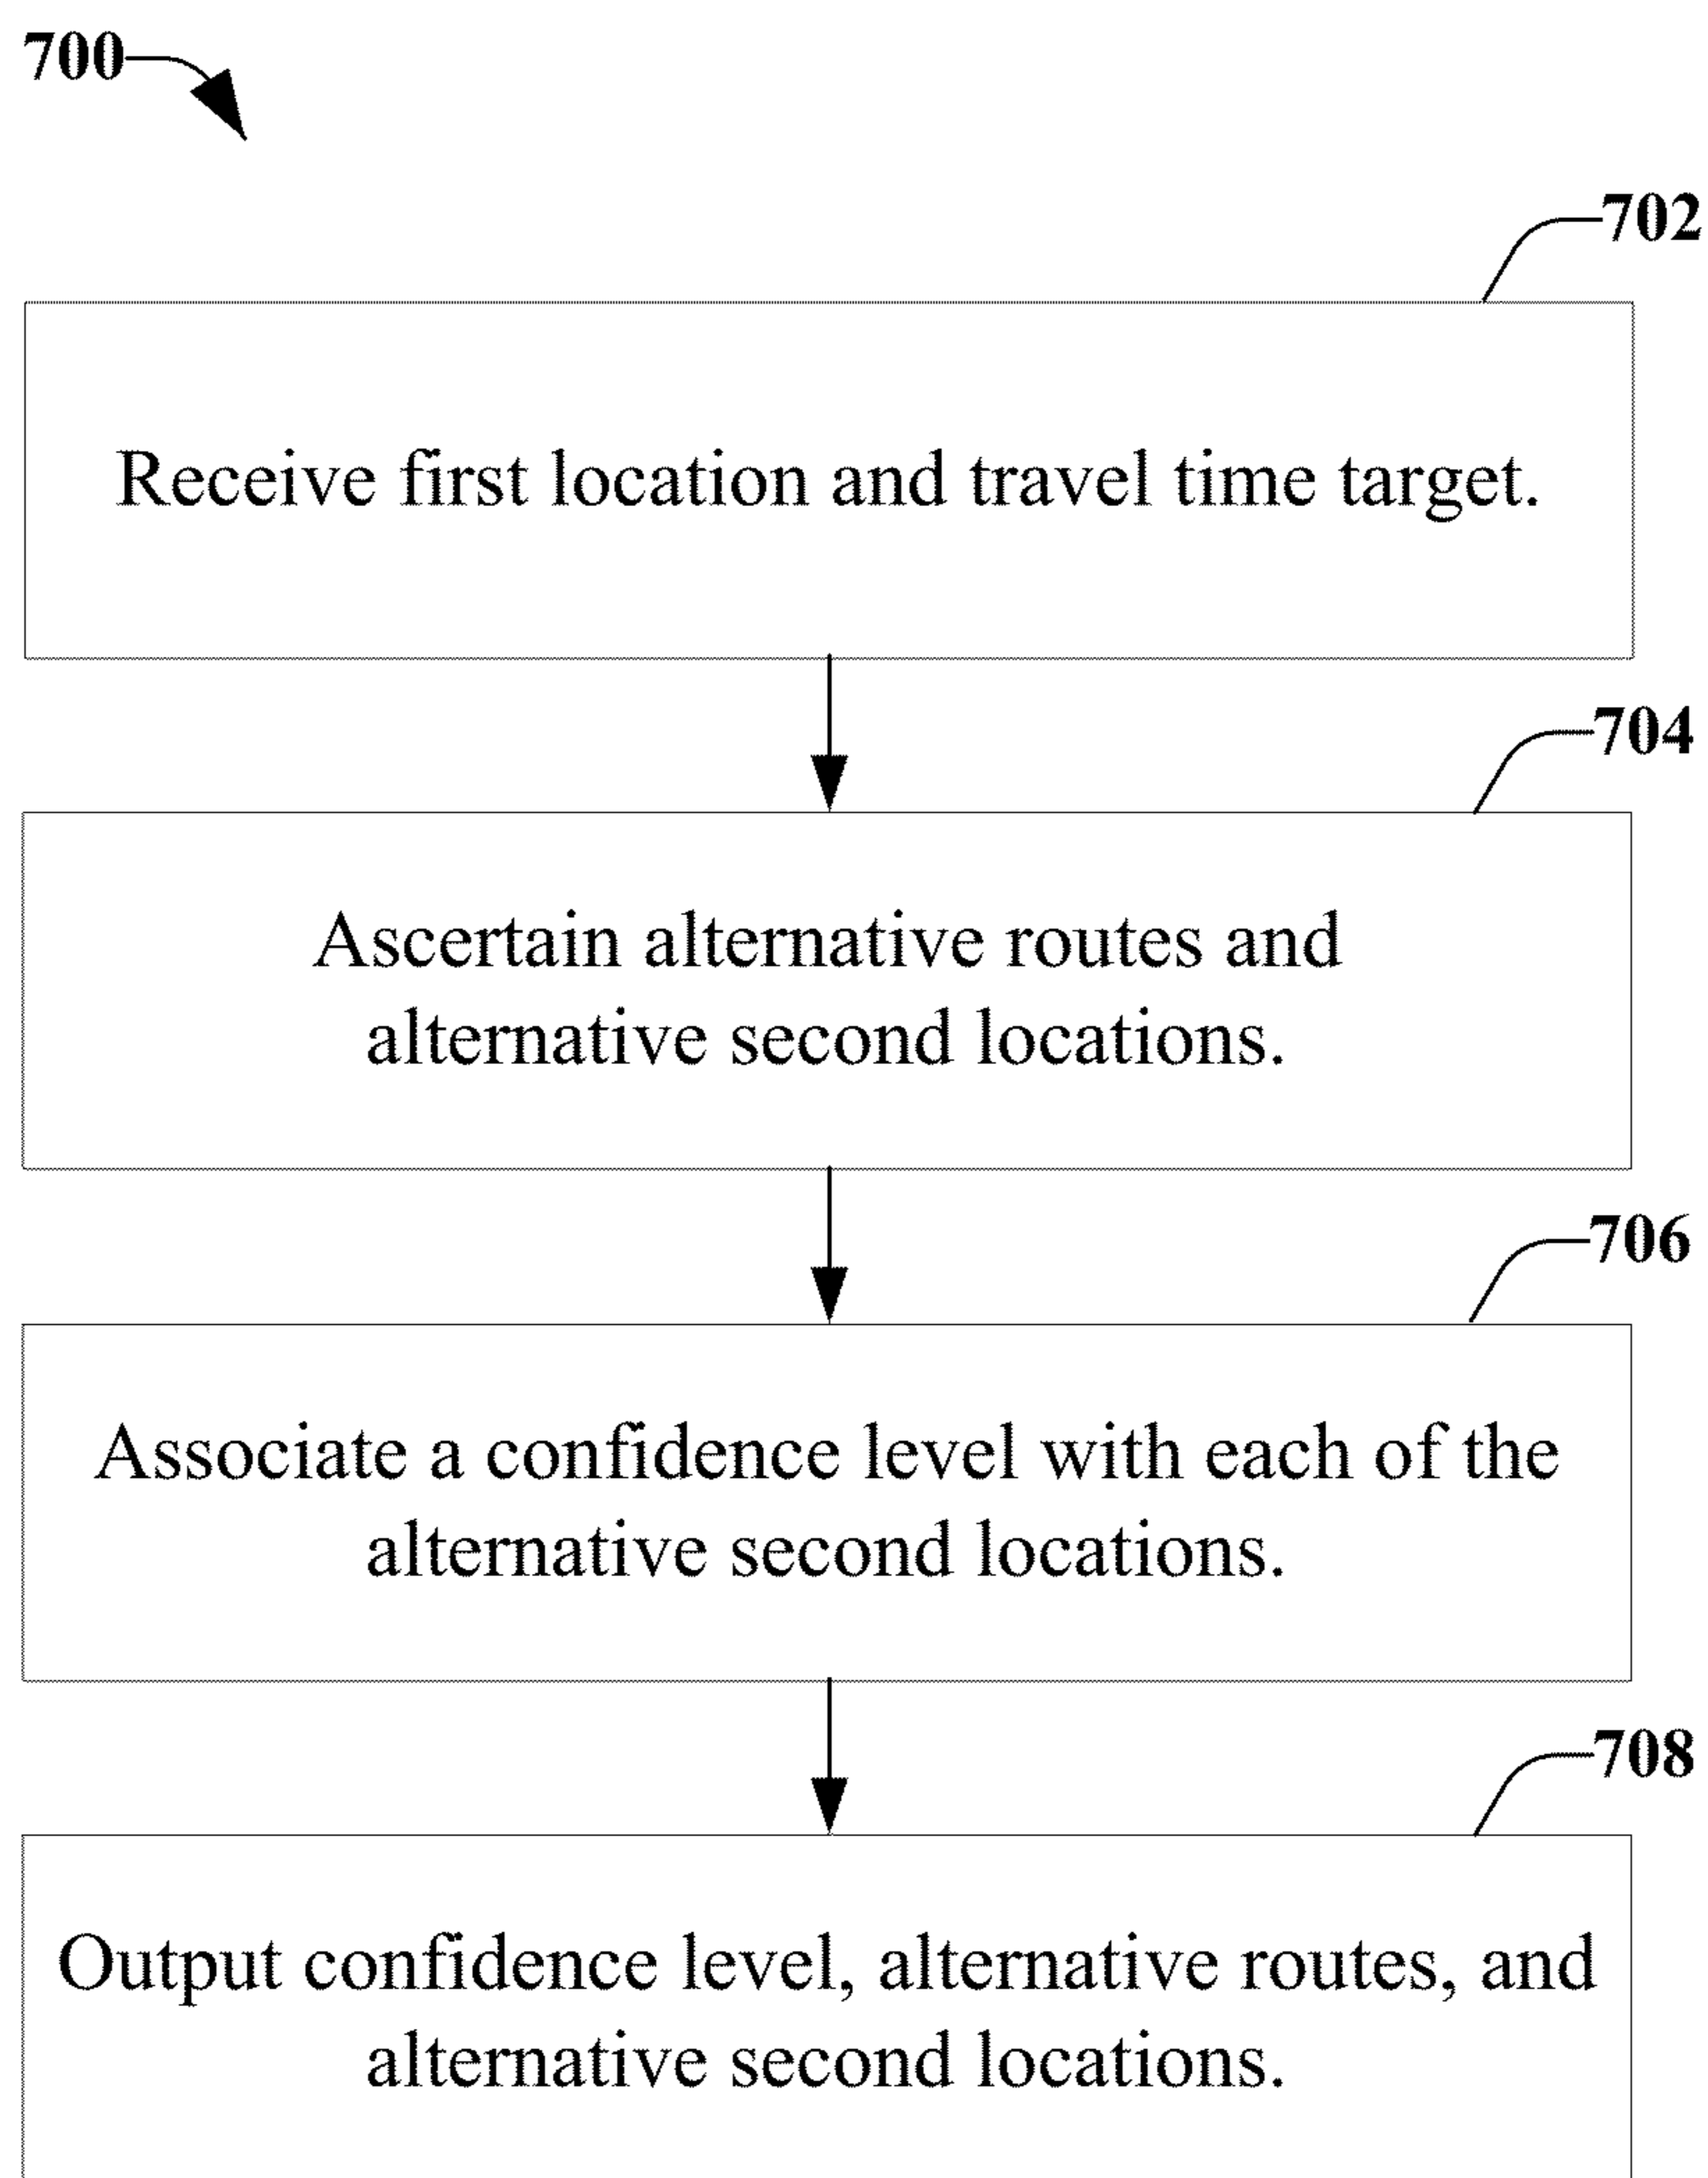 700
702
Receive first location and travel time target.
704
Ascertain alternative routes and
alternative second locations.
706
Associate a confidence level with each of the
alternative second locations.
708
Output confidence level, alternative routes, and
alternative second locations.